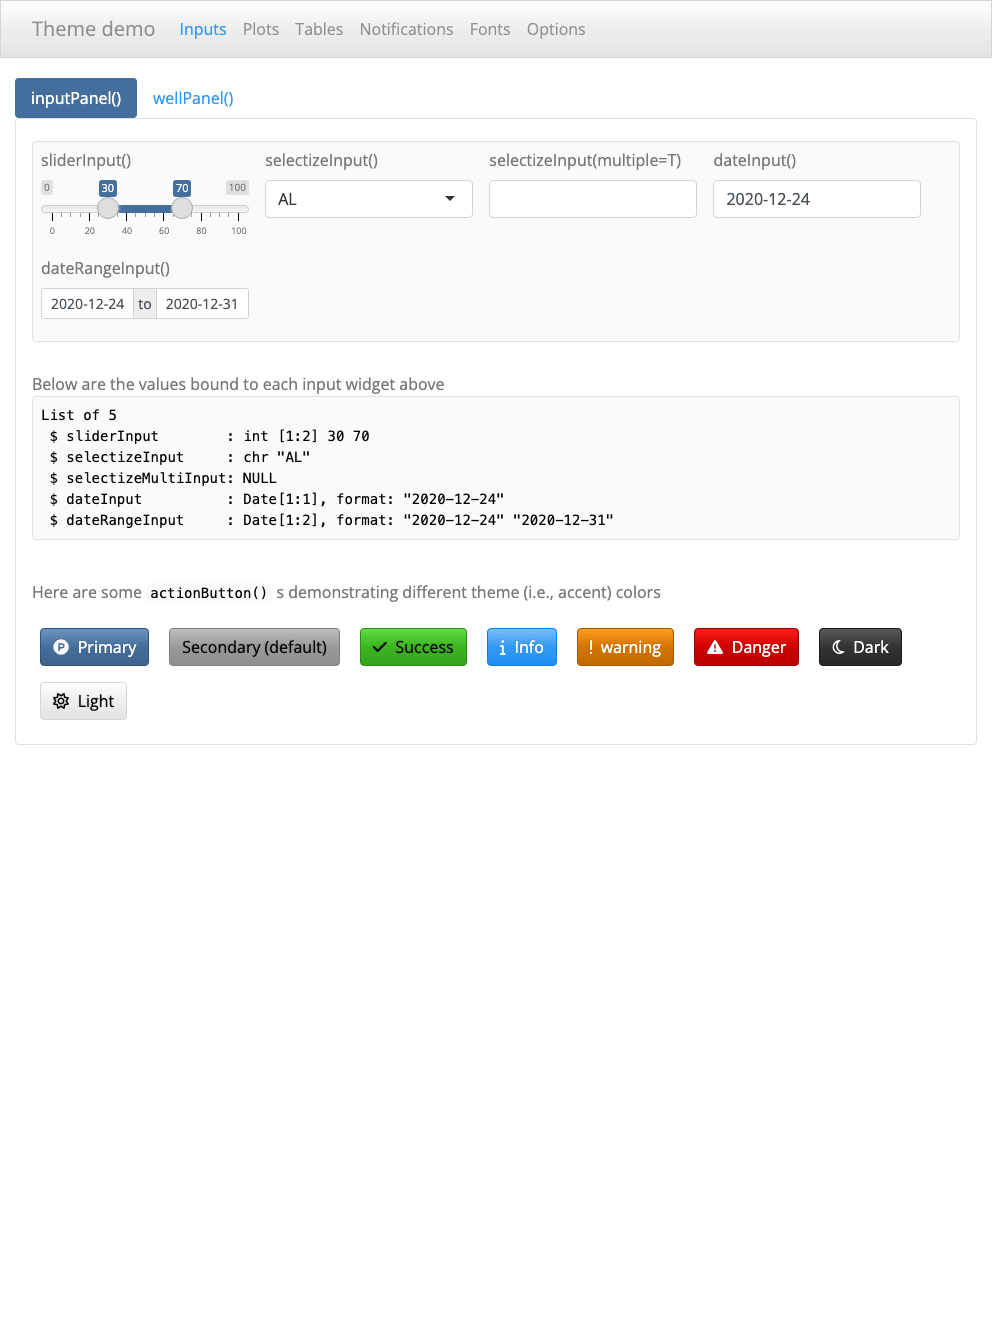 Theme demo Inputs Plots Tables Notifications Fonts Options
inputPanel() wellPanel()
sliderInput() selectizeInput() selectizeInput(multiple=T) dateInput()
0 30 70 100
AL 2020-12-24
0 20 40 60 80 100
dateRangeInput()
2020-12-24 to 2020-12-31
Below are the values bound to each input widget above
List of 5
$ sliderInput : int [1:2] 30 70
$ selectizeInput : chr "AL"
$ selectizeMultiInput: NULL
$ dateInput : Date[1:1], format: "2020-12-24"
$ dateRangeInput : Date[1:2], format: "2020-12-24" "2020-12-31"
Here are some actionButton() s demonstrating different theme (i.e., accent) colors
Primary Secondary (default) Success Info warning Danger Dark
Light